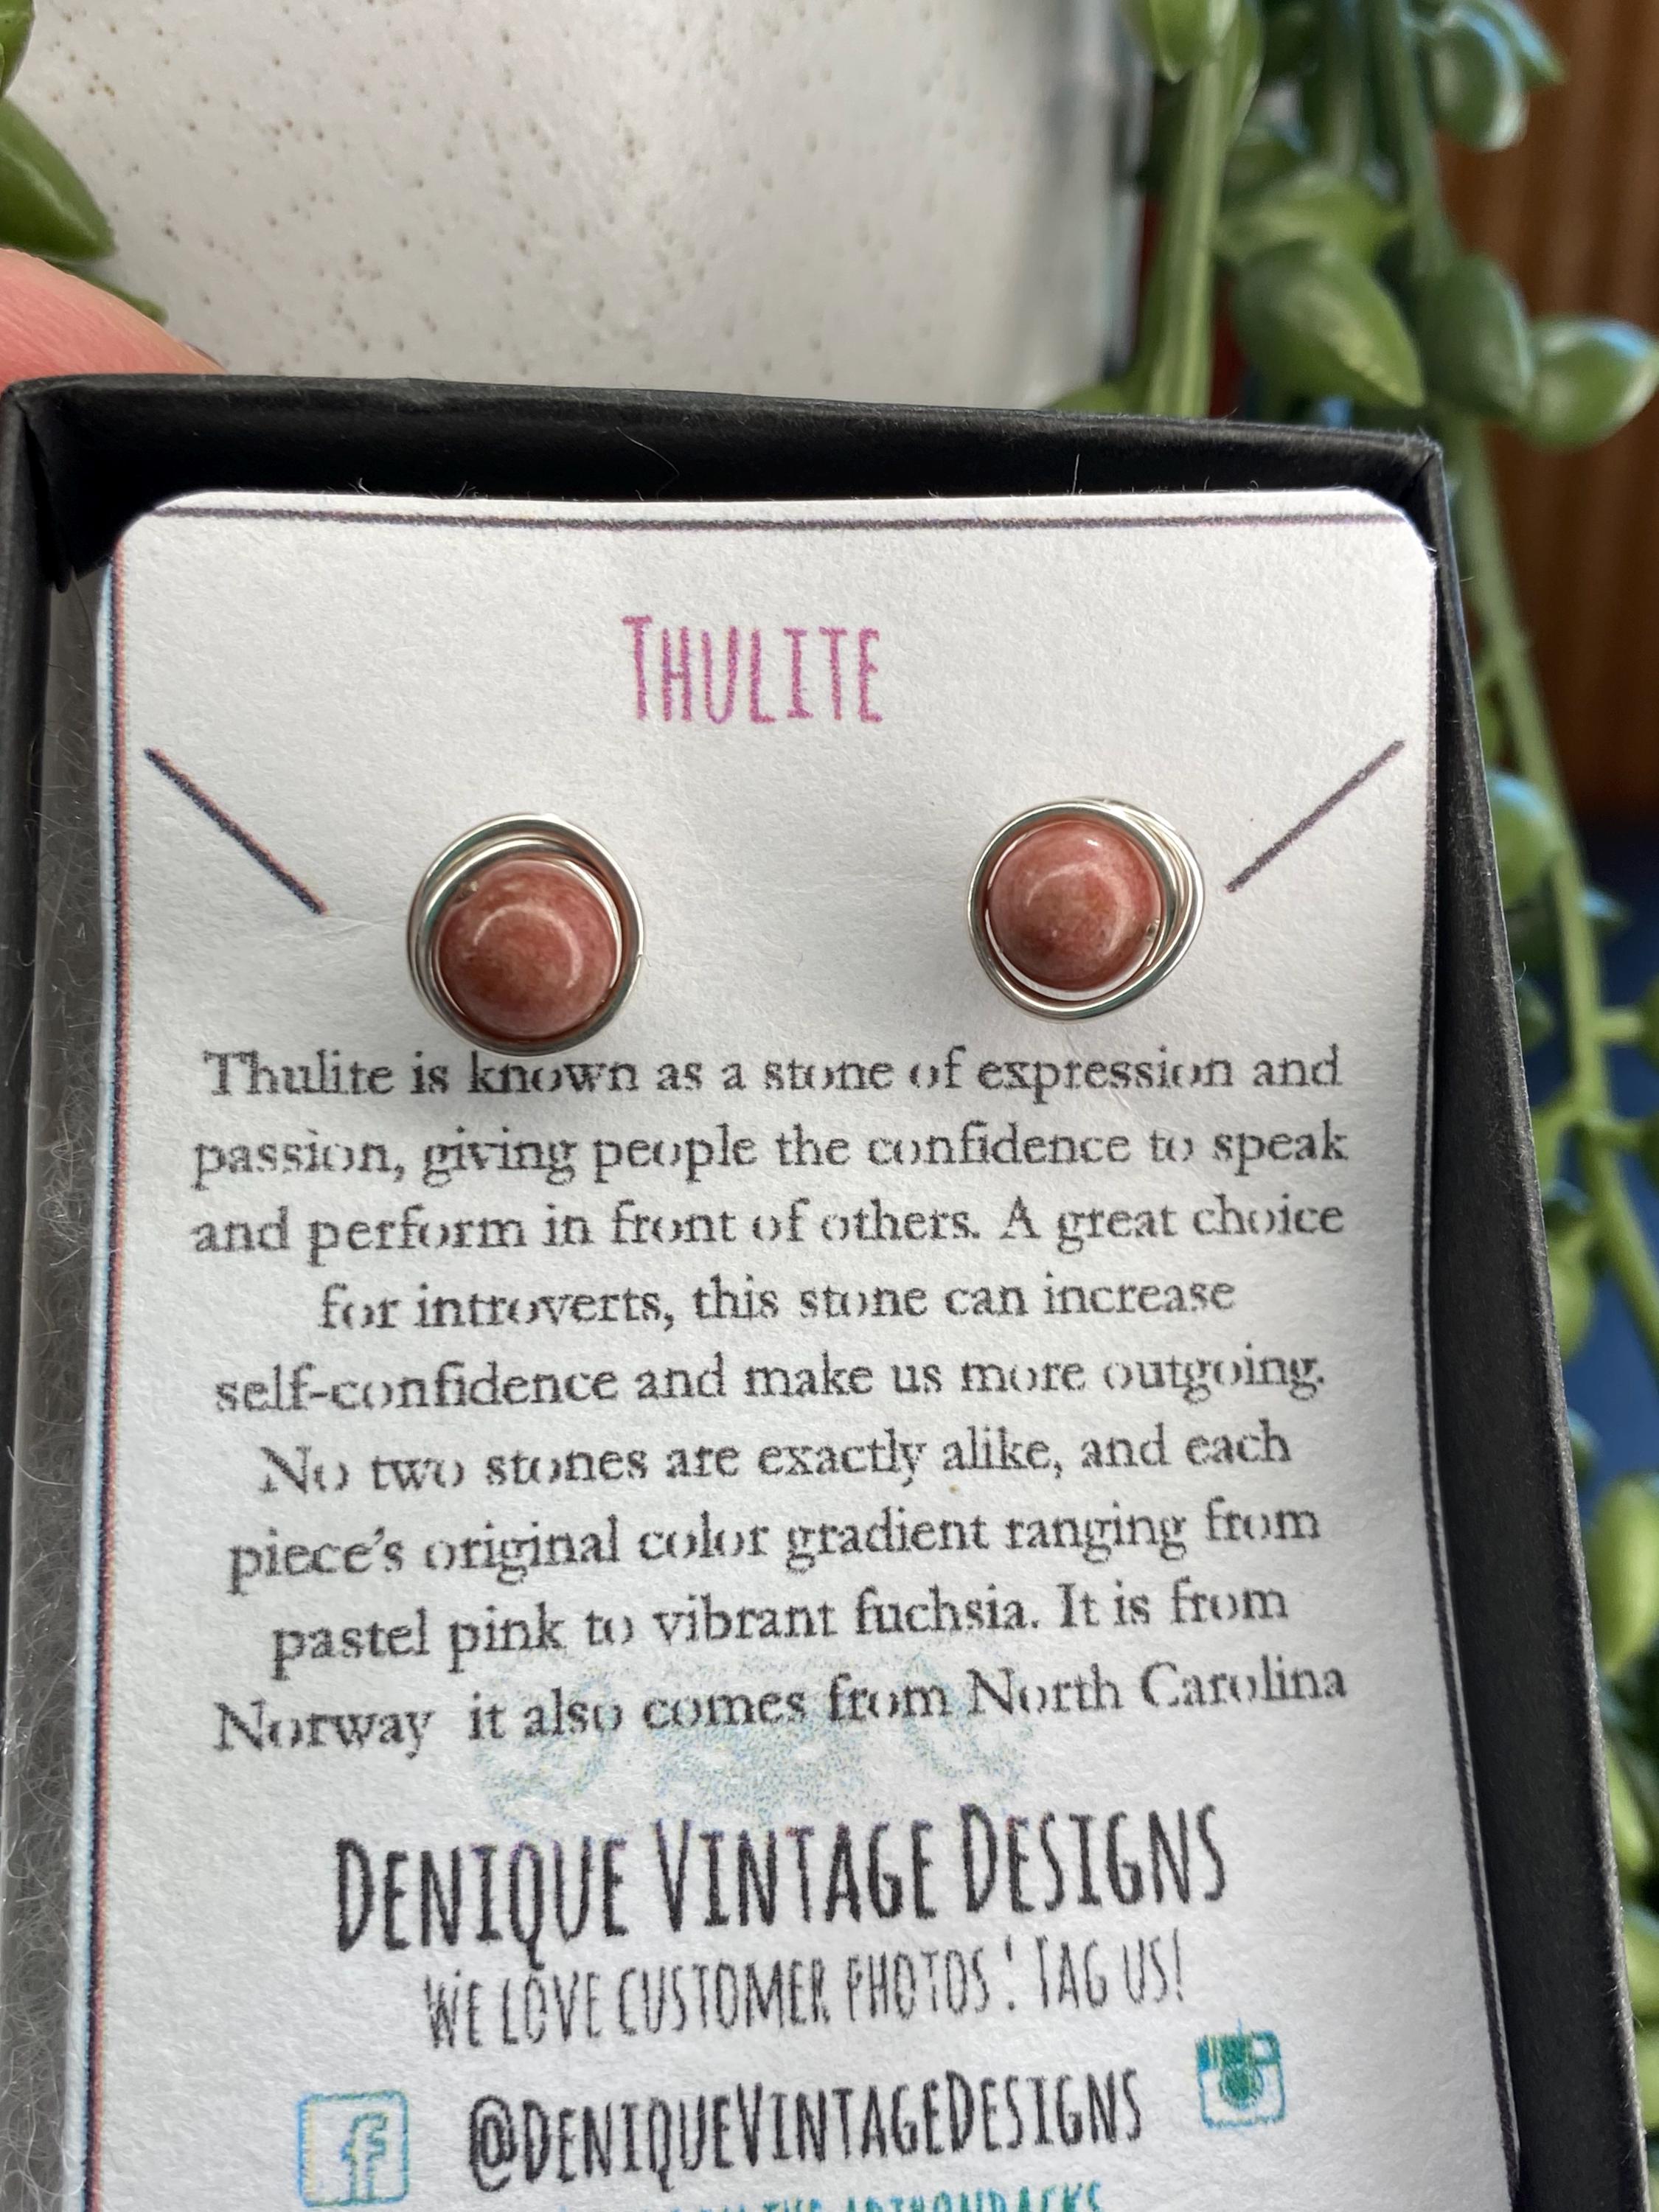 THULITE
Thulite is known as a stone of expression and
passion, giving people the confidence to speak
and perform in front of others. A great choice
for introverts, this stone can increase
self-confidence and make us more outgoing.
No two stones are exactly alike, and each
piece's original color gradient ranging from
pastel pink to vibrant fuchsia. It is from
Norway it also comes from North Carolina
DENIQUE VINTAGE DESIGNS
WE LOVE CUSTOMER PHOTOS! TAG US!
f @DENIQUEVINTAGEDESIGNS
THE ADIRONDACKS